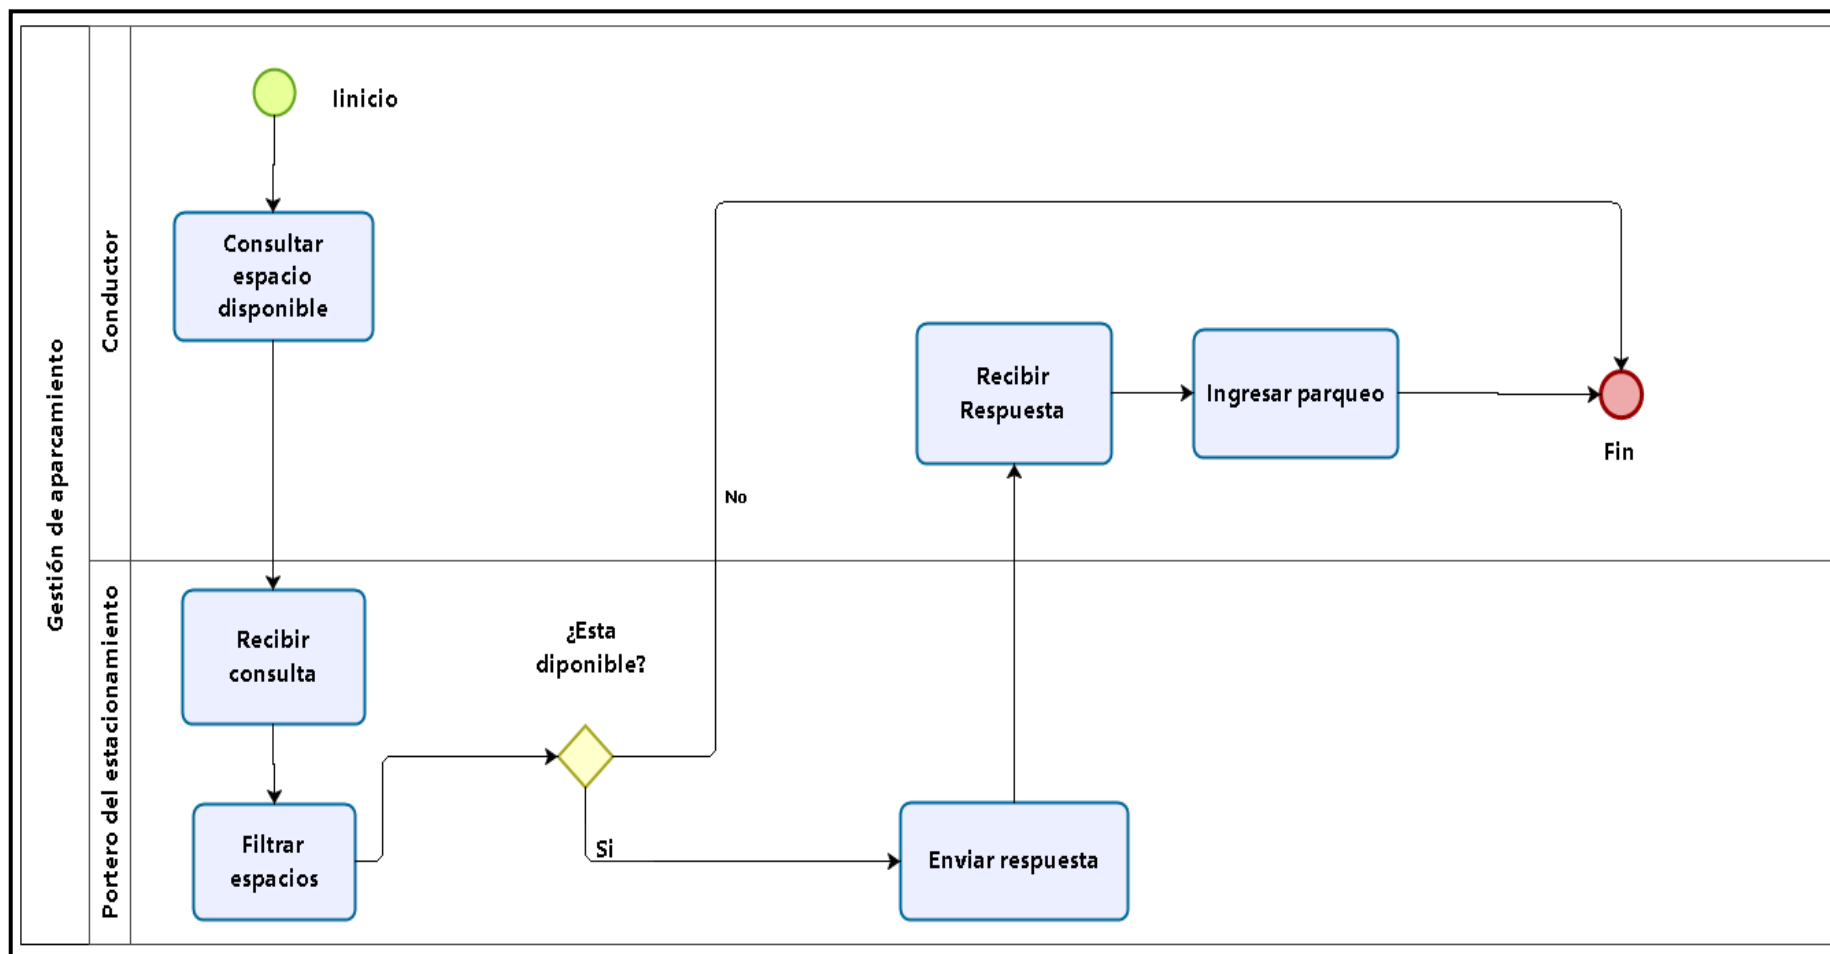 Gestión de aparcamiento
Conductor
Iinicio
Consultar
espacio
disponible
Recibir
Respuesta
Ingresar parqueo
Fin
No
Portero del estacionamiento
Recibir
consulta
¿Esta
diponible?
Filtrar
espacios
Si
Enviar respuesta